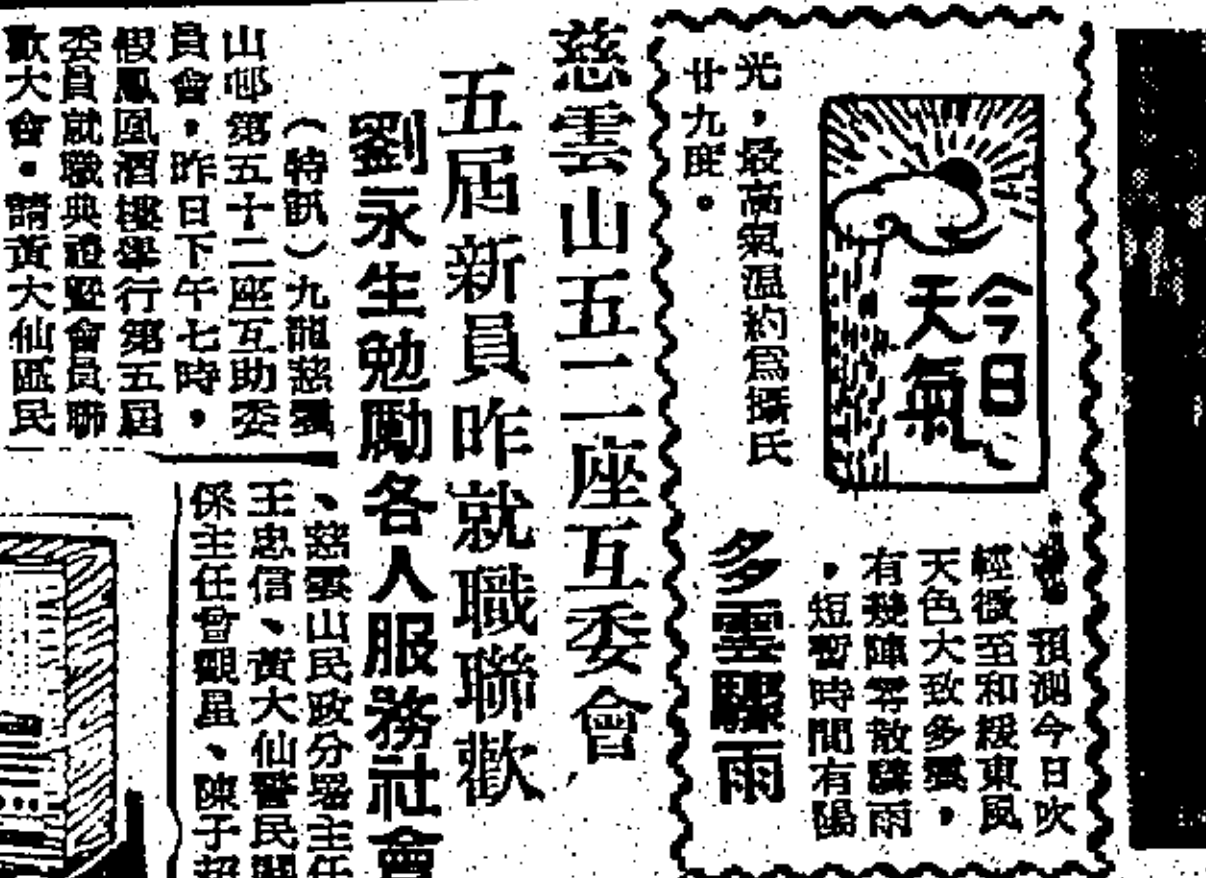 今日
天氣
多雲驟雨
預測今日吹
輕微至和緩東風
天色大致多雲，
有幾陣零散驟雨
，短暫時間有陽
光，最高氣温約爲攝氏
廿九度。
慈雲山五二座互委會
五屆新員昨就職聯歡
劉永生勉勵各人服務社會
（特訊）九龍慈雲
山邨第五十二座互助委
員會，昨日下午七時，
假鳳凰酒樓舉行第五屆
委員就職典禮暨會員聯
歡大會。請黃大仙區民
、慈雲山民政分署主任
王忠信、黃大仙警民關
係主任曾觀星、陳子超